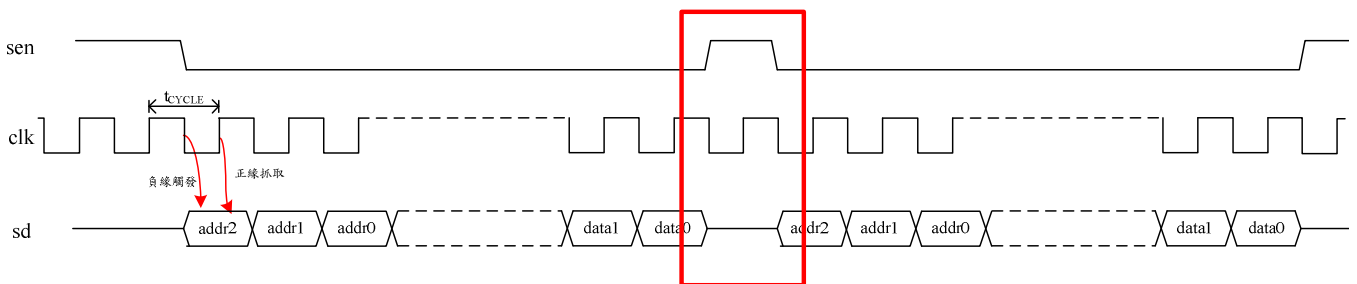 sen
tCYCLE
clk
負緣觸發
正緣抓取
sd
addr2
addr1
addr0
data1
data0
addr2
addr1
addr0
data1
data0